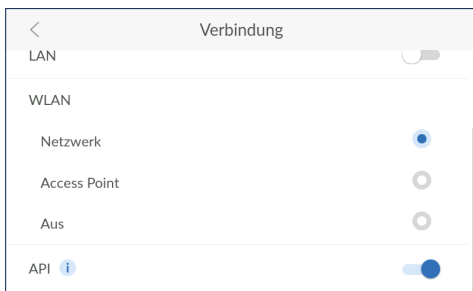 Verbindung
LAN
WLAN
Netzwerk
Access Point
Aus
API i